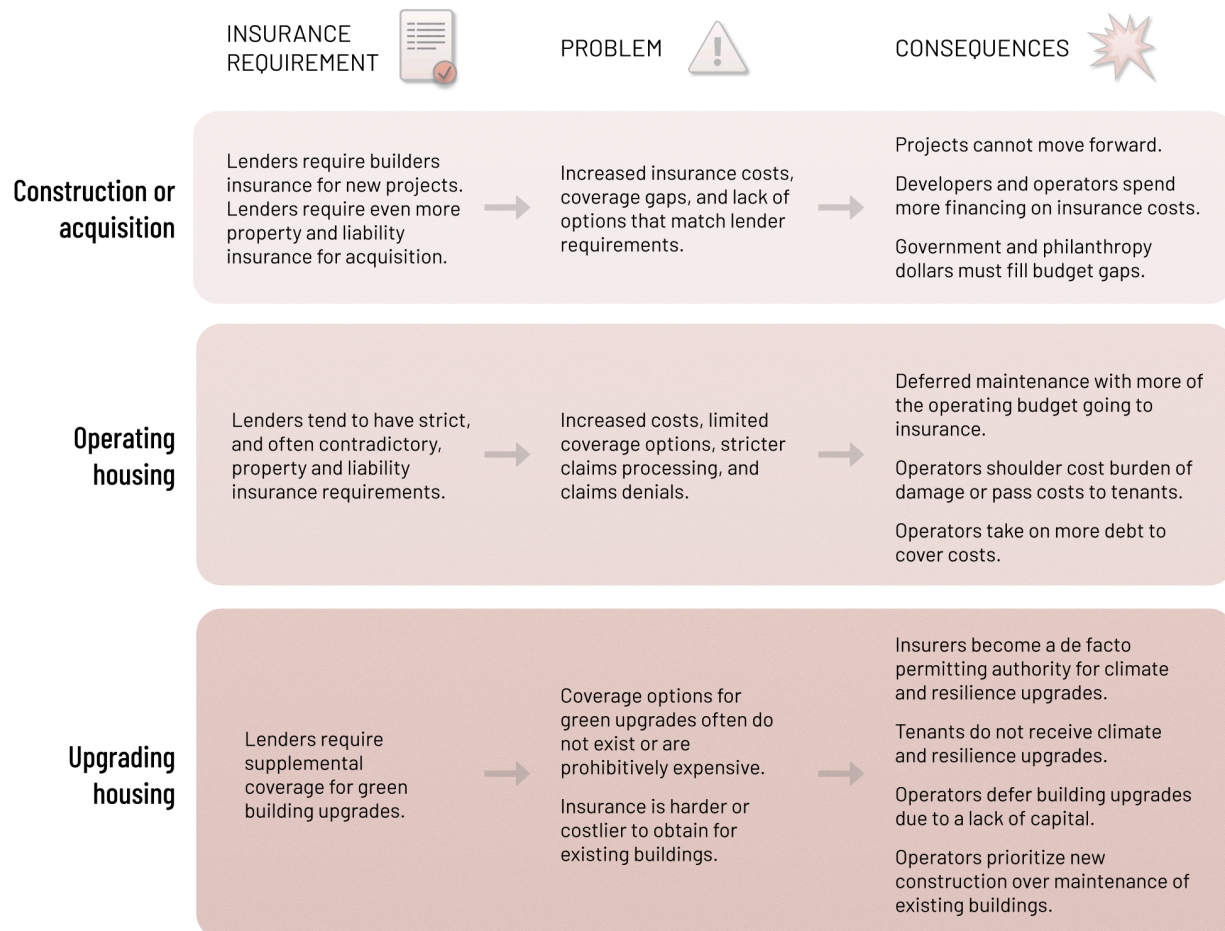 INSURANCE
REQUIREMENT
PROBLEM
CONSEQUENCES
Construction or
acquisition
Lenders require builders
insurance for new projects.
Lenders require even more
property and liability
insurance for acquisition.
Increased insurance costs,
coverage gaps, and lack of
options that match lender
requirements.
Projects cannot move forward.
Developers and operators spend
more financing on insurance costs.
Government and philanthropy
dollars must fill budget gaps.
Operating
housing
Lenders tend to have strict,
and often contradictory,
property and liability
insurance requirements.
Increased costs, limited
coverage options, stricter
claims processing, and
claims denials.
Deferred maintenance with more of
the operating budget going to
insurance.
Operators shoulder cost burden of
damage or pass costs to tenants.
Operators take on more debt to
cover costs.
Upgrading
housing
Lenders require
supplemental
coverage for green
building upgrades.
Coverage options for
green upgrades often do
not exist or are
prohibitively expensive.
Insurance is harder or
costlier to obtain for
existing buildings.
Insurers become a de facto
permitting authority for climate
and resilience upgrades.
Tenants do not receive climate
and resilience upgrades.
Operators defer building upgrades
due to a lack of capital.
Operators prioritize new
construction over maintenance of
existing buildings.